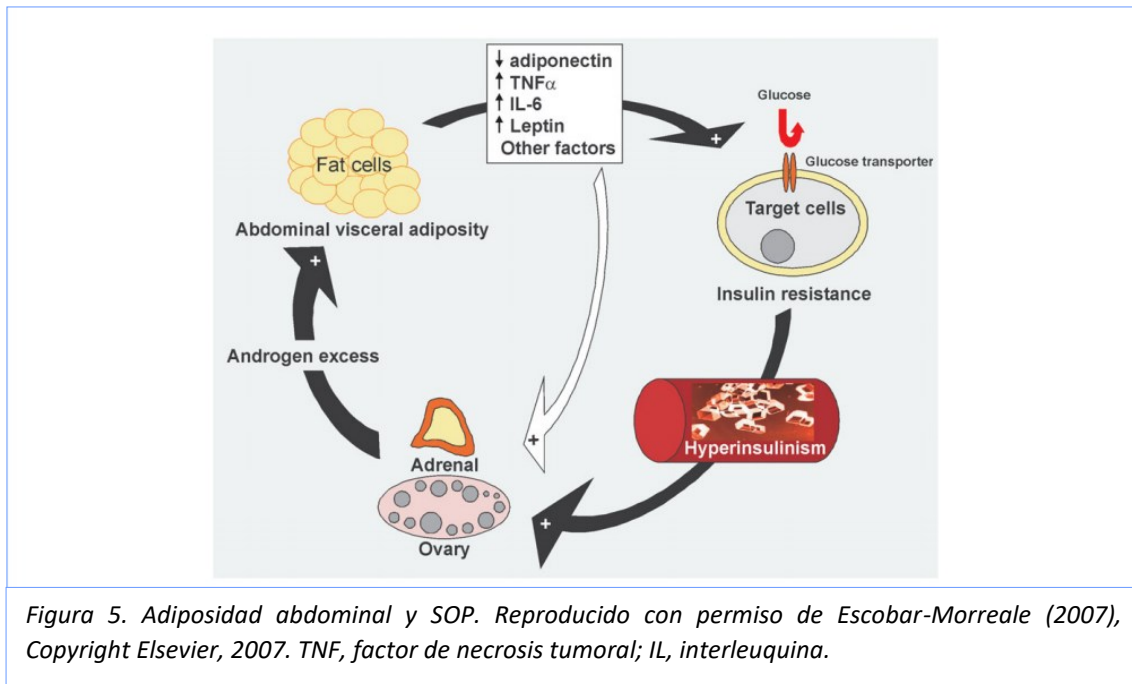 ↓ adiponectin
↑ TNFα
↑ IL-6
↑ Leptin
Other factors
Glucose
Glucose transporter
Fat cells
Target cells
Abdominal visceral adiposity
+
+
Insulin resistance
Androgen excess
Hyperinsulinism
+
Adrenal
+
Ovary
Figura 5. Adiposidad abdominal y SOP. Reproducido con permiso de Escobar-Morreale (2007),
Copyright Elsevier, 2007. TNF, factor de necrosis tumoral; IL, interleuquina.